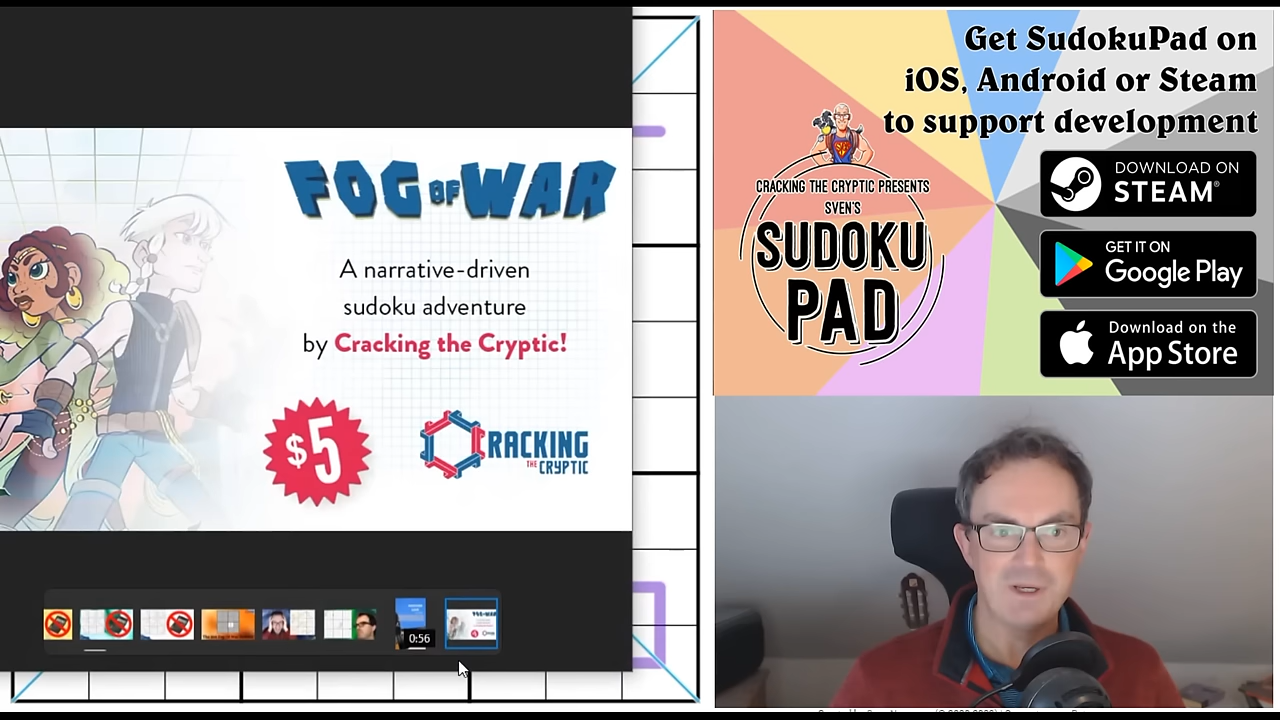 FOG OF WAR
A narrative-driven
sudoku adventure
by Cracking the Cryptic!
$5
CRACKING
THE CRYPTIC
0:56
Get SudokuPad on
iOS, Android or Steam
to support development
CRACKING THE CRYPTIC PRESENTS
SVEN'S
SUDOKU
PAD
DOWNLOAD ON
STEAM®
GET IT ON
Google Play
Download on the
App Store